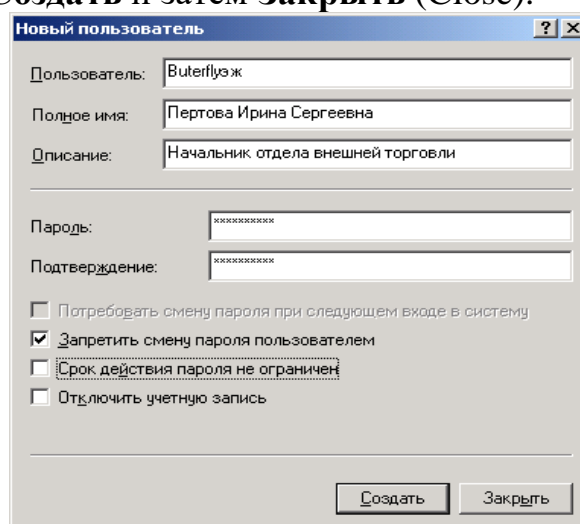 Создать и затем Закрыть (Close).
Новый пользователь
Пользователь: Buterflyэж
Полное имя: Пертова Ирина Сергеевна
Описание: Начальник отдела внешней торговли
Пароль: **********
Подтверждение: **********
Потребовать смену пароля при следующем входе в систему
Запретить смену пароля пользователем
Срок действия пароля не ограничен
Отключить учетную запись
Создать Закрыть